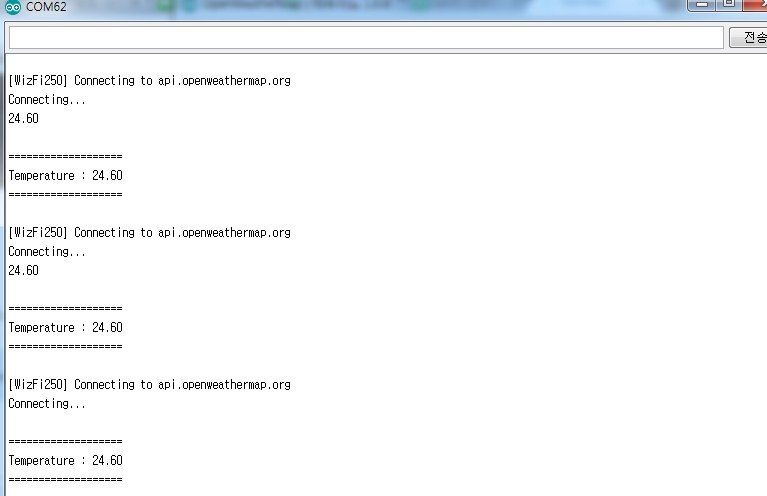 COM62
전송
[WizFi250] Connecting to api.openweathermap.org
Connecting...
24.60
===================
Temperature : 24.60
===================
[WizFi250] Connecting to api.openweathermap.org
Connecting...
24.60
===================
Temperature : 24.60
===================
[WizFi250] Connecting to api.openweathermap.org
Connecting...
===================
Temperature : 24.60
===================